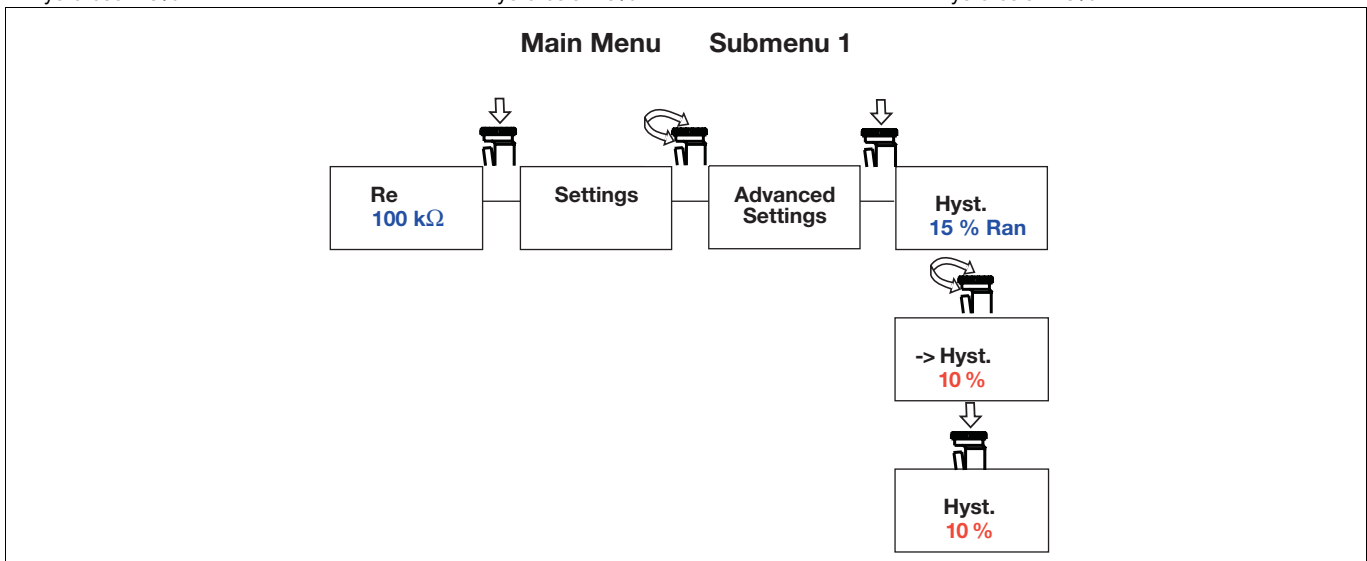 Main Menu Submenu 1
Re
100 kΩ
Settings
Advanced
Settings
Hyst.
15 % Ran
-> Hyst.
10 %
Hyst.
10 %